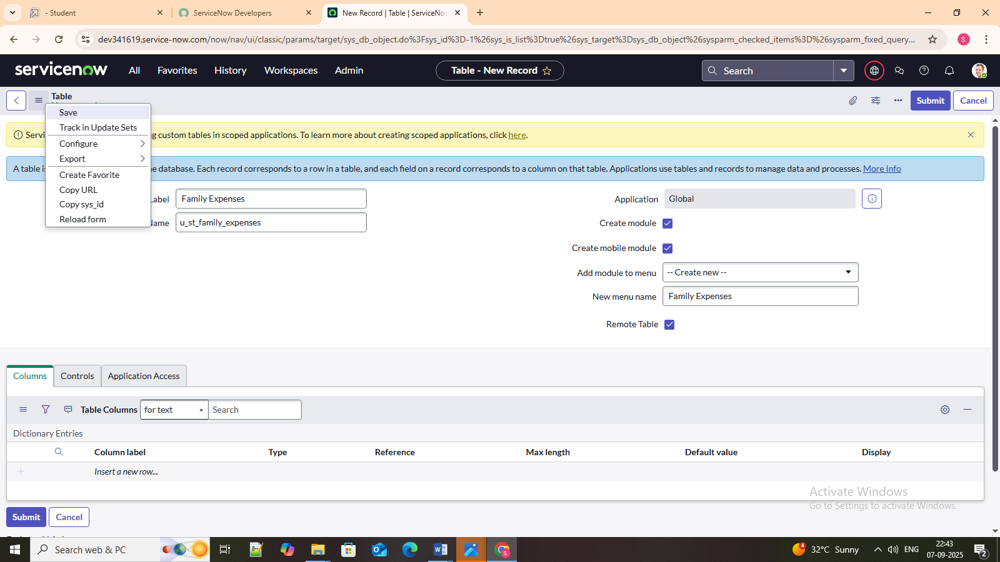 - Student
ServiceNow Developers
New Record | Table | ServiceNo
dev341619.service-now.com/now/nav/ui/classic/params/target/sys_db_object.do%3Fsys_id%3D-1%26sys_is_list%3Dtrue%26sys_target%3Dsys_db_object%26sysparm_checked_items%3D%26sysparm_fixed_query...
S.
servicenow
All
Favorites
History
Workspaces
Admin
Table - New Record
Search
Table
Submit
Cancel
Save
Track in Update Sets
Configure
Export
Create Favorite
Copy URL
Copy sys_id
Reload form
Servi
g custom tables in scoped applications. To learn more about creating scoped applications, click here.
A table is
e database. Each record corresponds to a row in a table, and each field on a record corresponds to a column on that table. Applications use tables and records to manage data and processes. More Info
Label
Family Expenses
Application
Global
ame
u_st_family_expenses
Create module
Create mobile module
Add module to menu
-- Create new --
New menu name
Family Expenses
Remote Table
Columns
Controls
Application Access
Table Columns
for text
Search
Dictionary Entries
Column label
Type
Reference
Max length
Default value
Display
Insert a new row...
Activate Windows
Go to Settings to activate Windows.
Submit
Cancel
Search web & PC
4
32°C Sunny
ENG
22:43
07-09-2025
2